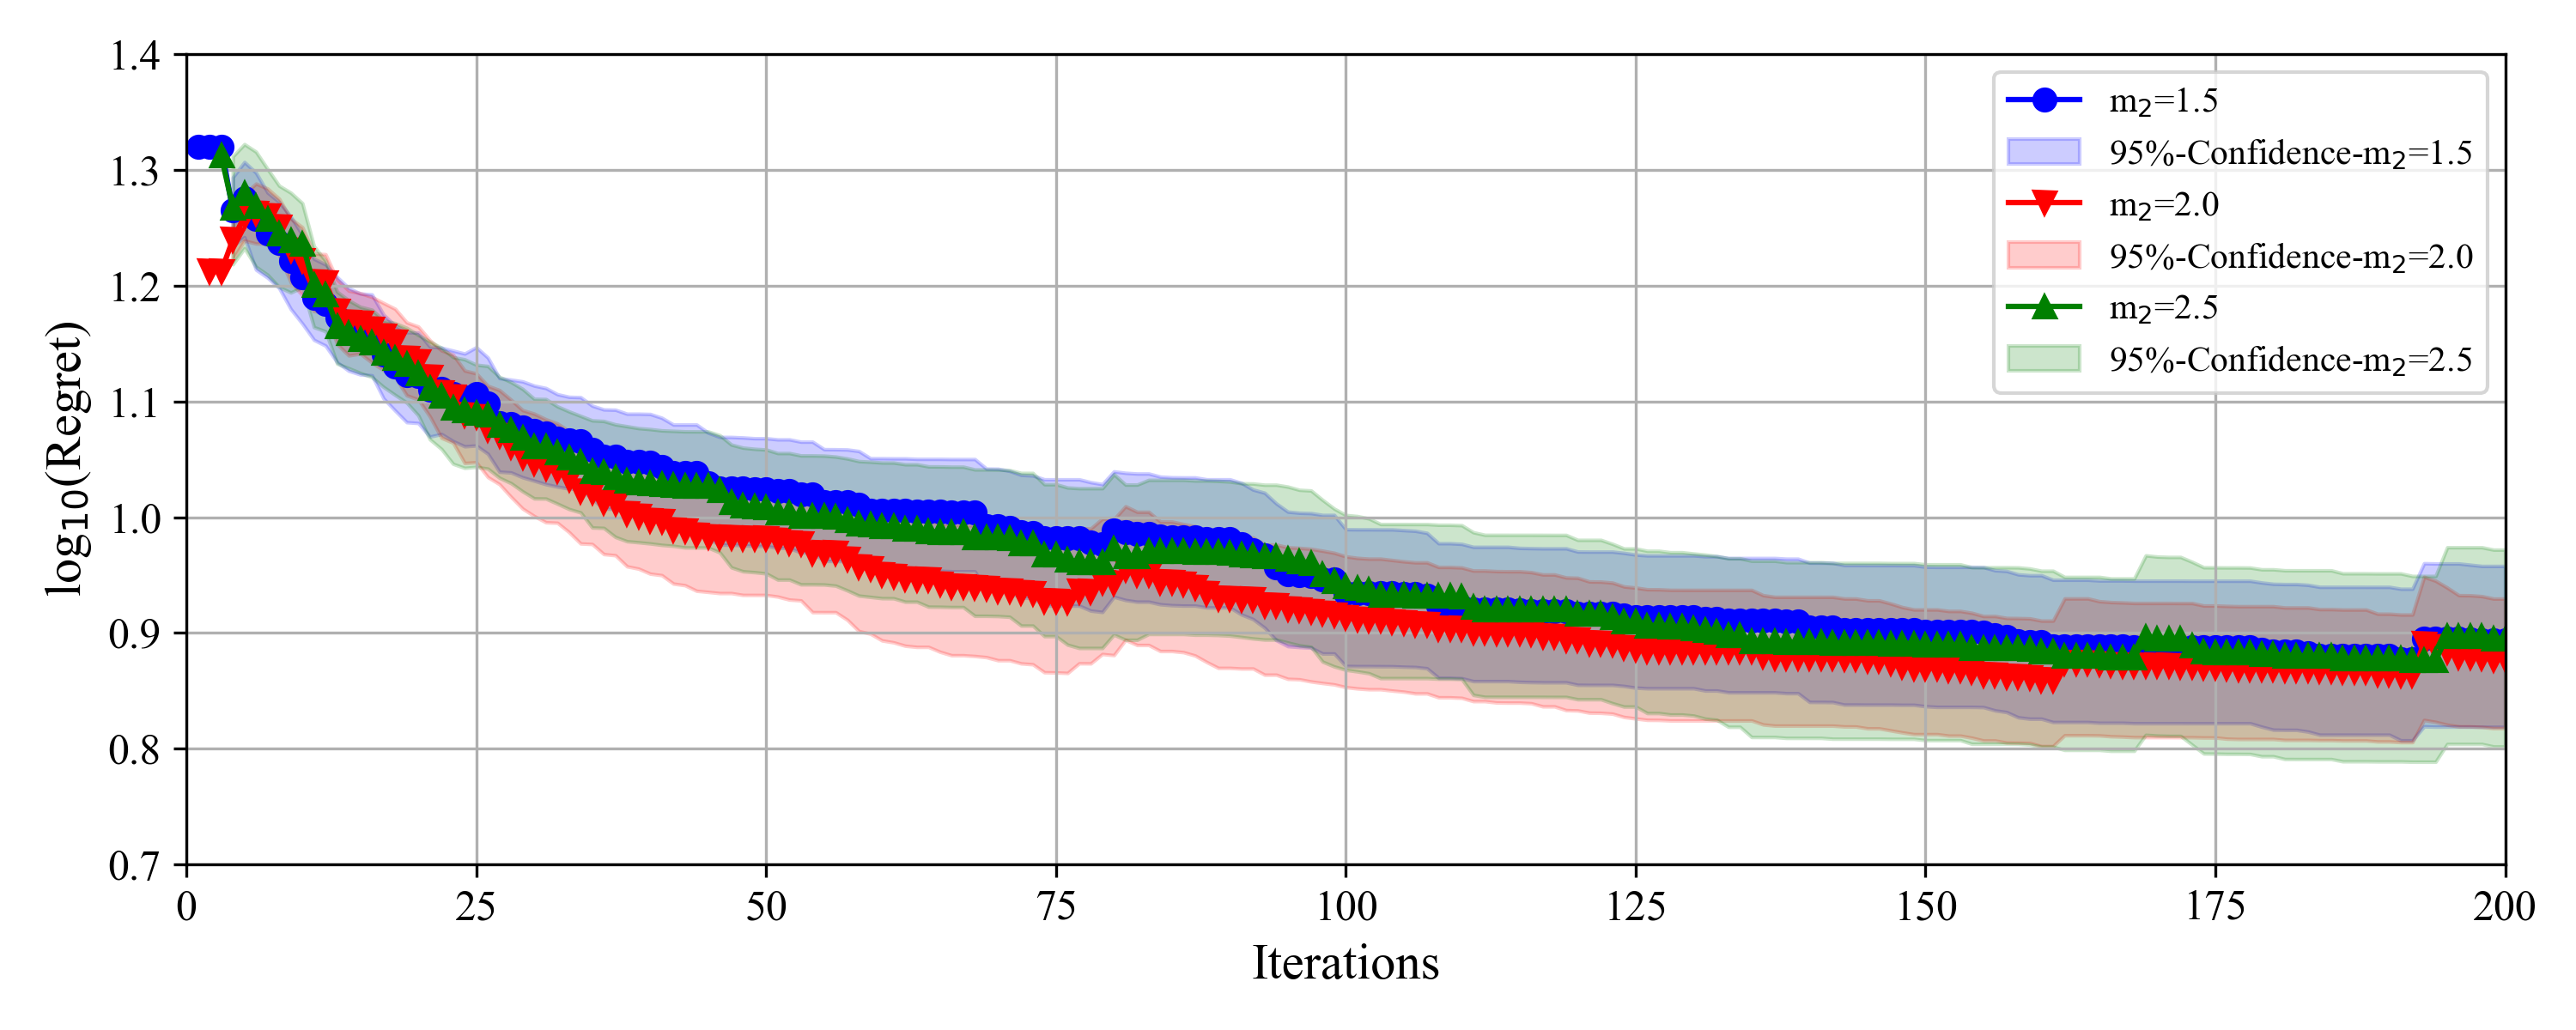 1.4
1.3
1.2
1.1
1.0
0.9
0.8
0.7
log₁₀(Regret)
m₂=1.5
95%-Confidence-m₂=1.5
m₂=2.0
95%-Confidence-m₂=2.0
m₂=2.5
95%-Confidence-m₂=2.5
0 25 50 75 100 125 150 175 200
Iterations